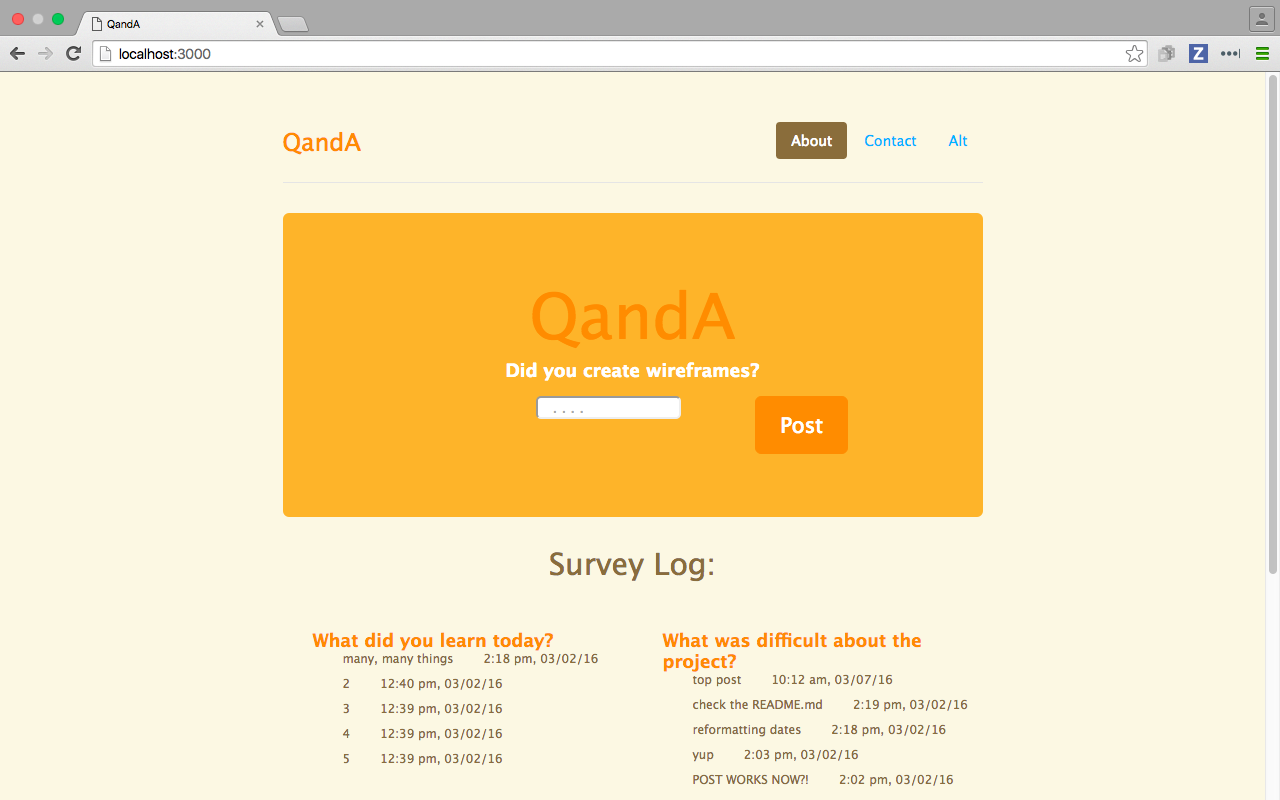 QandA
localhost:3000
Z
QandA
About Contact Alt
QandA
Did you create wireframes?
. . . .
Post
Survey Log:
What did you learn today?
many, many things 2:18 pm, 03/02/16
2 12:40 pm, 03/02/16
3 12:39 pm, 03/02/16
4 12:39 pm, 03/02/16
5 12:39 pm, 03/02/16
What was difficult about the
project?
top post 10:12 am, 03/07/16
check the README.md 2:19 pm, 03/02/16
reformatting dates 2:18 pm, 03/02/16
yup 2:03 pm, 03/02/16
POST WORKS NOW?! 2:02 pm, 03/02/16